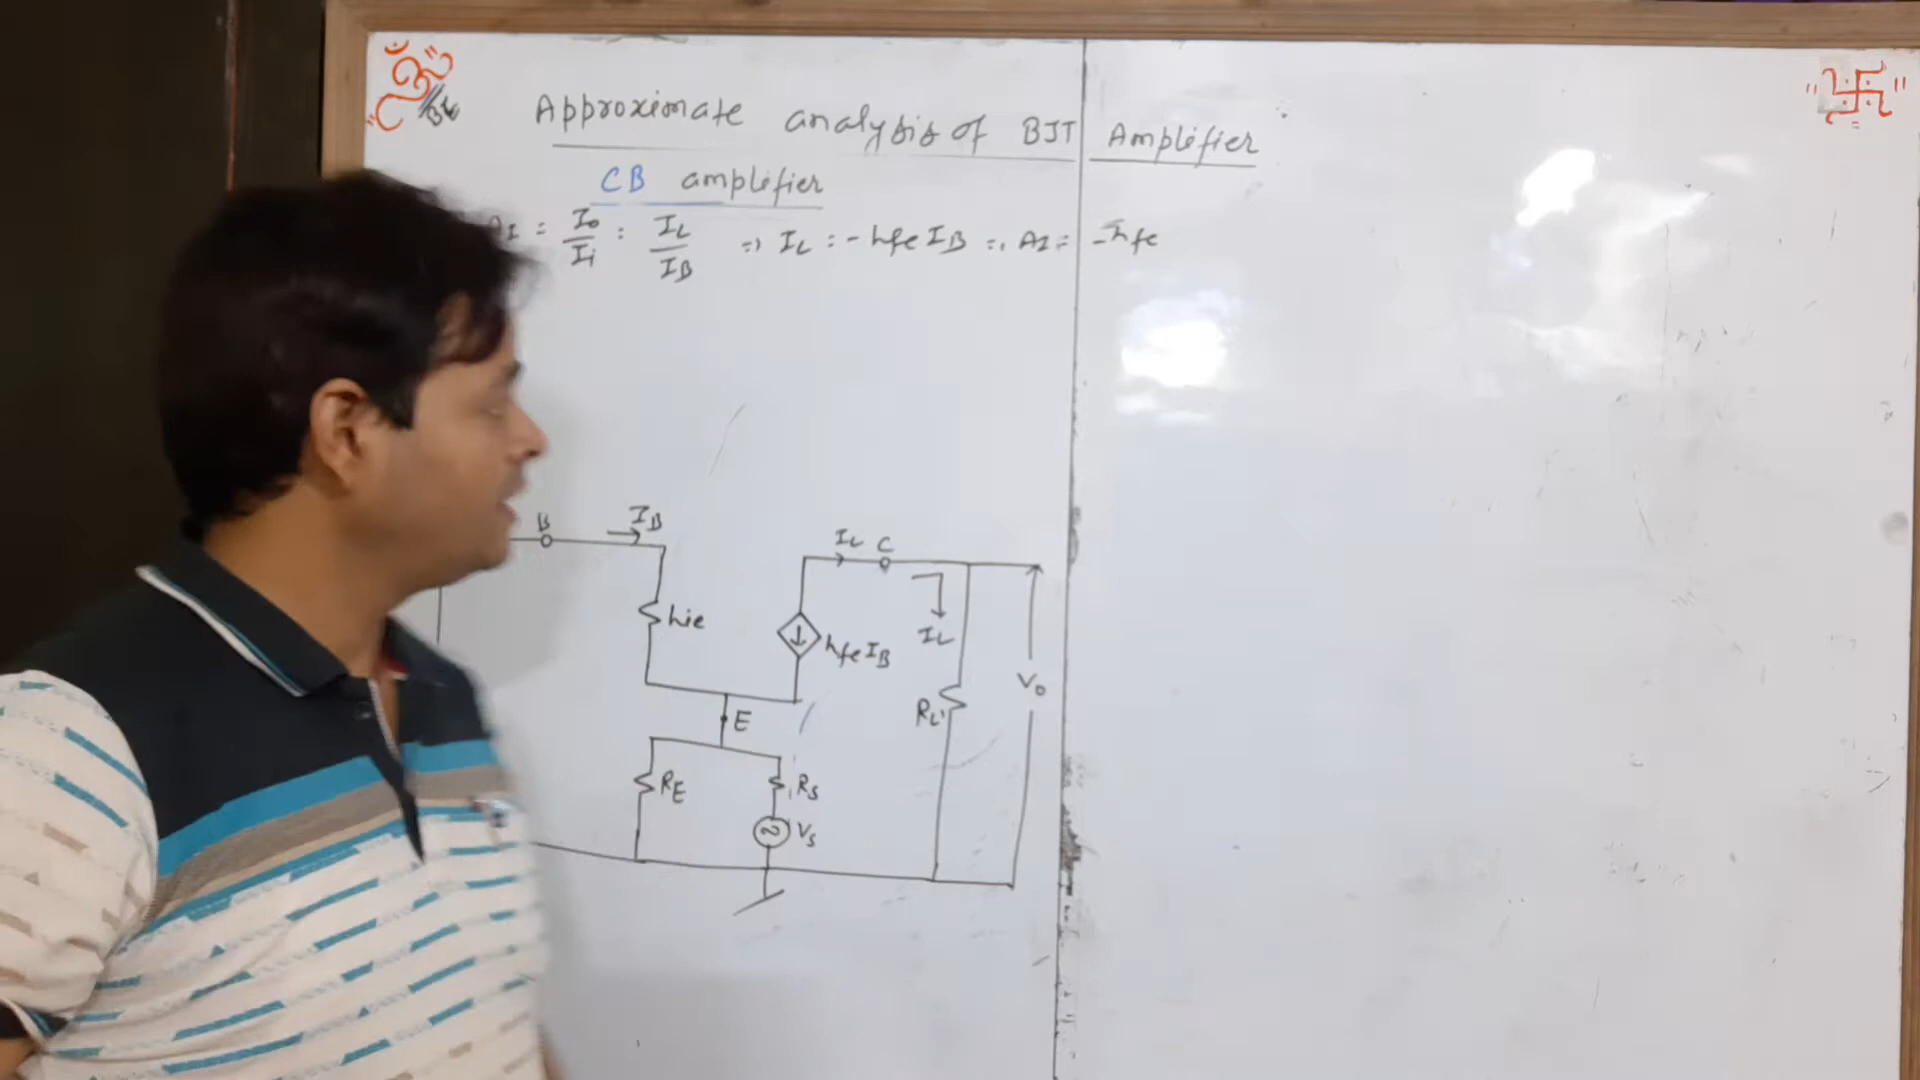 ॐ
BE
Approximate analysis of BJT Amplifier
CB amplifier
AI = Io/Ii : IL/IB => IL = -hfe IB ∴ AI = -hfe
B
IB
IL C
hie
hfe IB
IL
E
RL'
Vo
RE
Rs
Vs